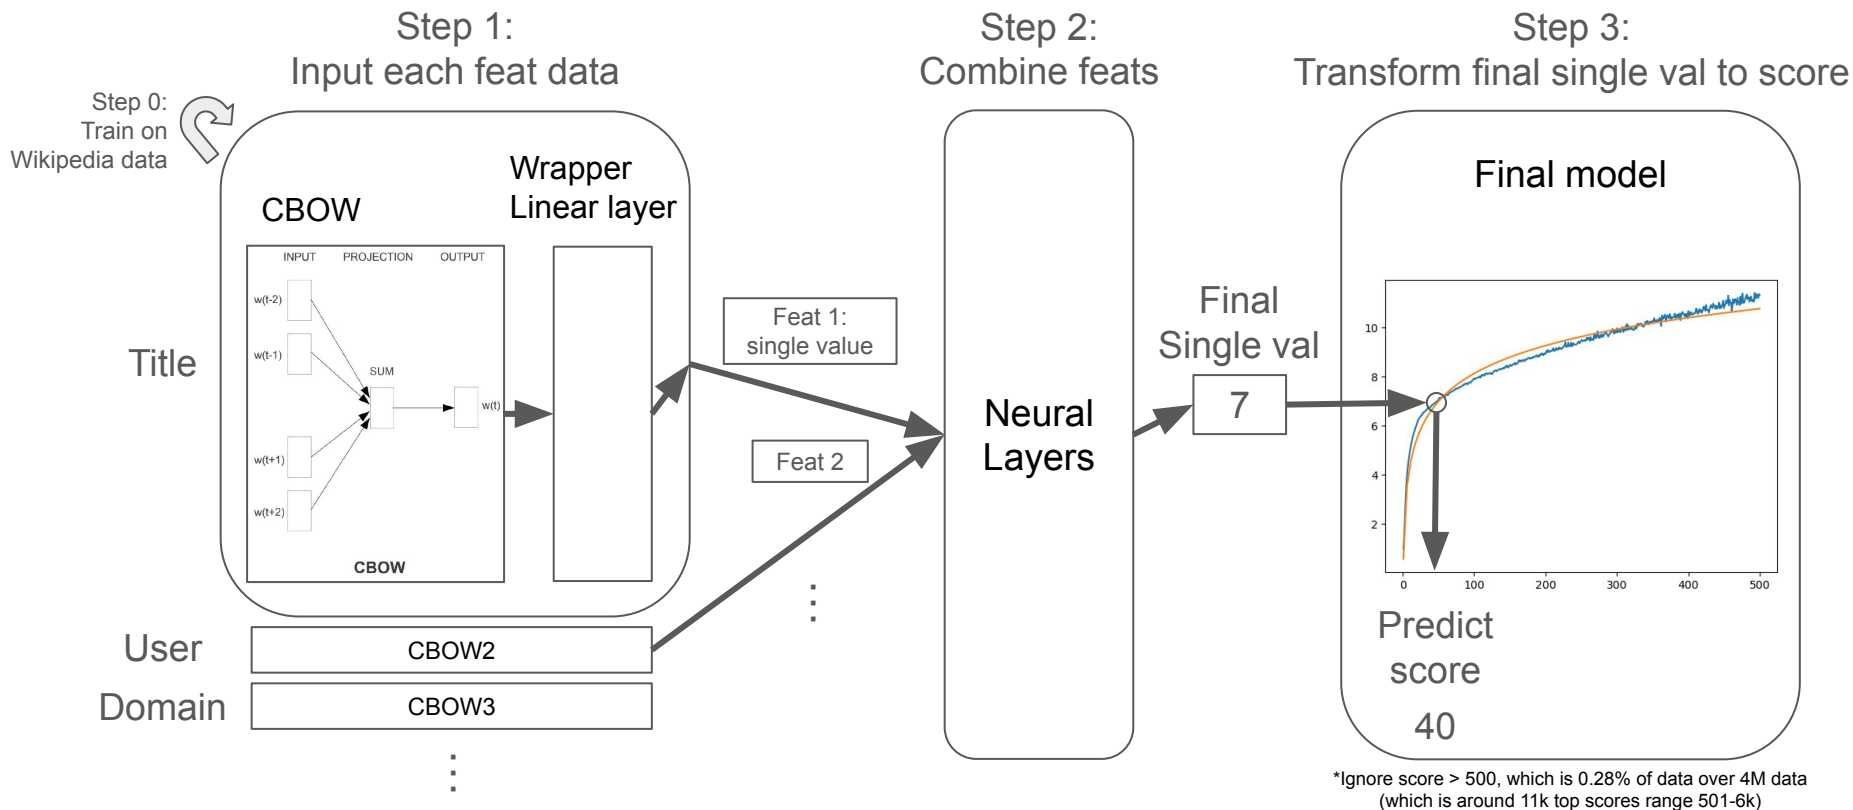 Step 1:
Input each feat data
Step 2:
Combine feats
Step 3:
Transform final single val to score
Step 0:
Train on
Wikipedia data
CBOW
Wrapper
Linear layer
INPUT PROJECTION OUTPUT
w(t-2)
w(t-1)
SUM
w(t)
w(t+1)
w(t+2)
CBOW
Title
User
CBOW2
Domain
CBOW3
Feat 1:
single value
Feat 2
Neural
Layers
Final
Single val
7
Final model
10
8
6
4
2
0 100 200 300 400 500
Predict
score
40
*Ignore score > 500, which is 0.28% of data over 4M data
(which is around 11k top scores range 501-6k)